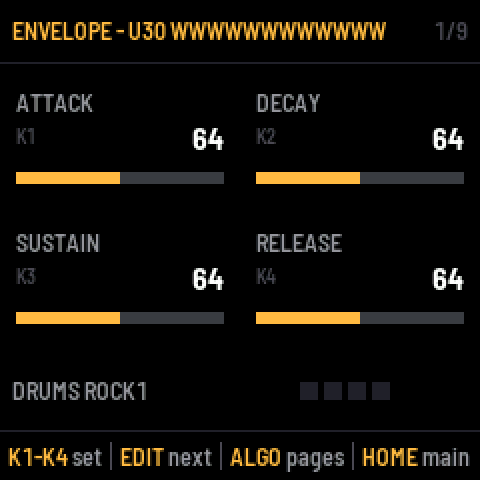 ENVELOPE - U30 WWWWWWWWWWWW 1/9
ATTACK DECAY
K1 64 K2 64
SUSTAIN RELEASE
K3 64 K4 64
DRUMS ROCK 1
K1-K4 set EDIT next ALGO pages HOME main